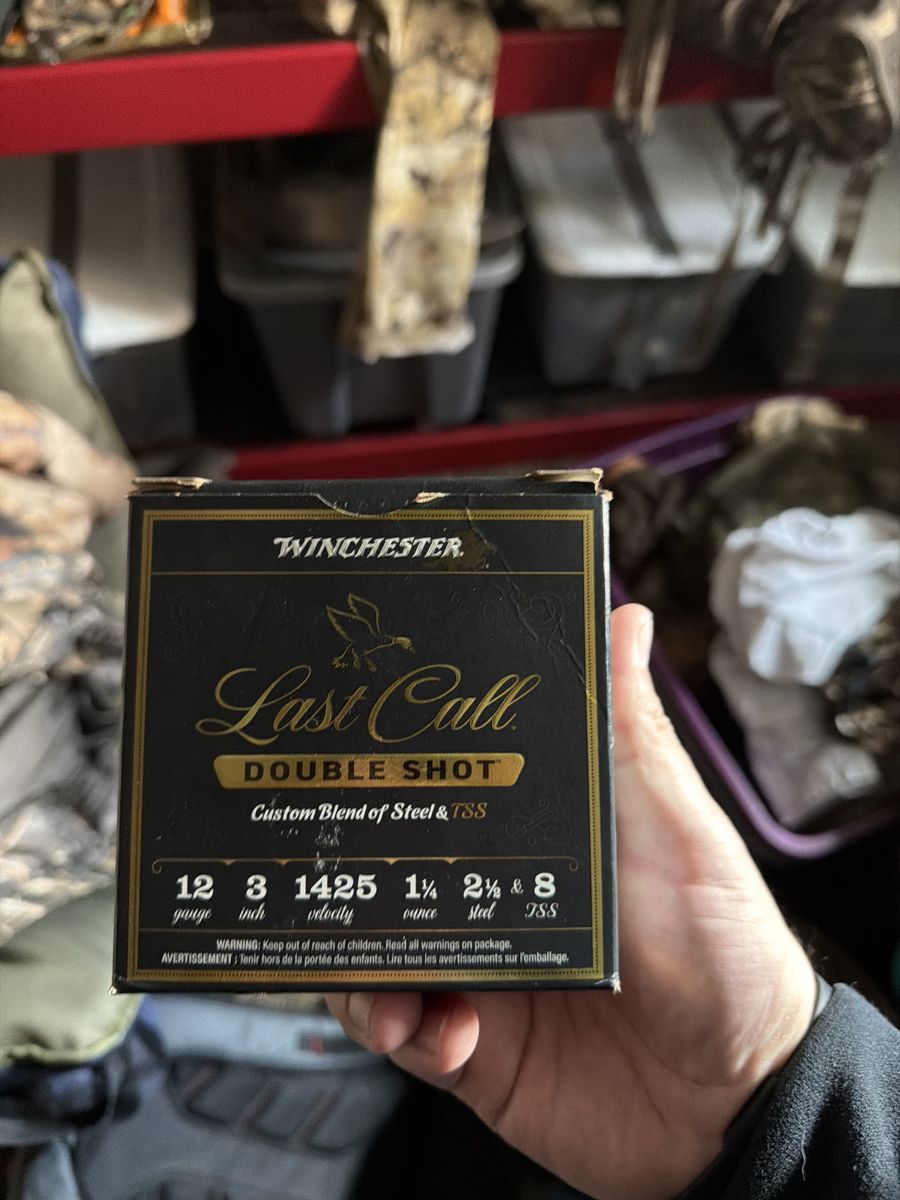 WINCHESTER
Last Call
DOUBLE SHOT™
Custom Blend of Steel & TSS
12 3 1425 1¼ 2½ & 8
gauge inch velocity ounce steel TSS
WARNING: Keep out of reach of children. Read all warnings on package.
AVERTISSEMENT : Tenir hors de la portée des enfants. Lire tous les avertissements sur l'emballage.